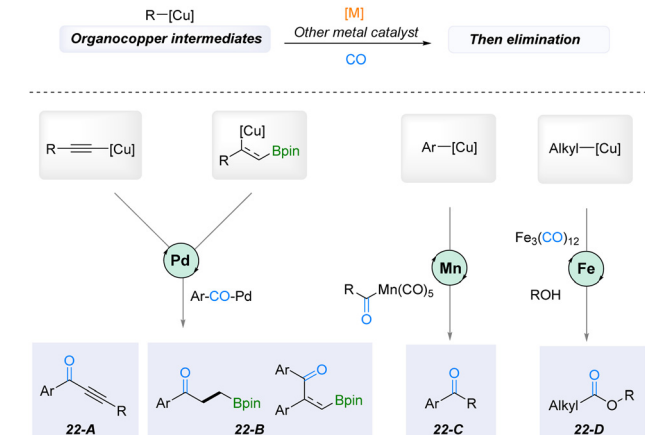 R—[Cu]
[M]
Organocopper intermediates
Other metal catalyst
Then elimination
CO
R
[Cu]
[Cu]
R
Bpin
Ar—[Cu]
Alkyl—[Cu]
Pd
Ar-CO-Pd
Mn
R
Mn(CO)5
O
Fe3(CO)12
Fe
ROH
O
Ar
R
22-A
O
Ar
Bpin
Ar
O
Ar
Bpin
22-B
O
Ar
R
22-C
O
Alkyl
O
R
22-D